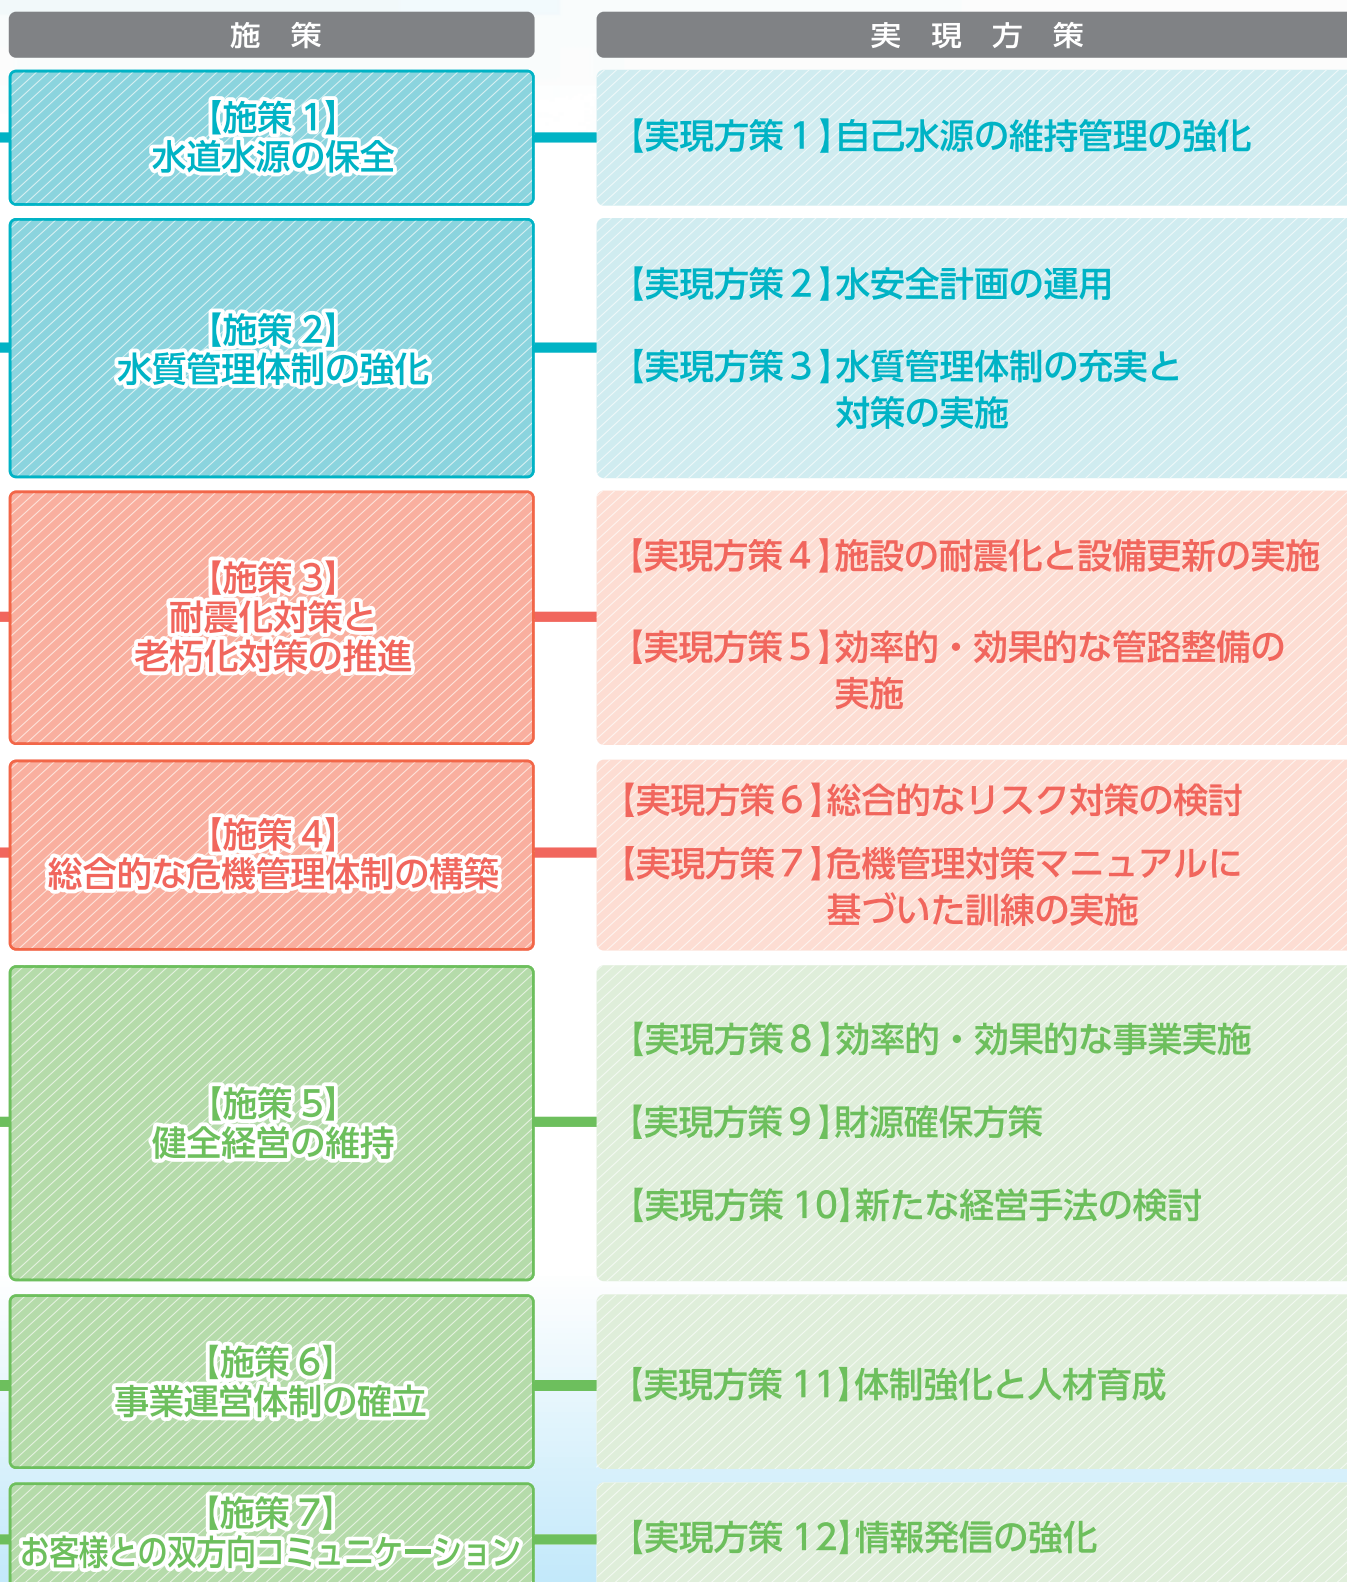 施策
実現方策
【施策 1】
水道水源の保全
【実現方策 1】自己水源の維持管理の強化
【施策 2】
水質管理体制の強化
【実現方策 2】水安全計画の運用
【実現方策 3】水質管理体制の充実と
対策の実施
【施策 3】
耐震化対策と
老朽化対策の推進
【実現方策 4】施設の耐震化と設備更新の実施
【実現方策 5】効率的・効果的な管路整備の
実施
【施策 4】
総合的な危機管理体制の構築
【実現方策 6】総合的なリスク対策の検討
【実現方策 7】危機管理対策マニュアルに
基づいた訓練の実施
【施策 5】
健全経営の維持
【実現方策 8】効率的・効果的な事業実施
【実現方策 9】財源確保方策
【実現方策 10】新たな経営手法の検討
【施策 6】
事業運営体制の確立
【実現方策 11】体制強化と人材育成
【施策 7】
お客様との双方向コミュニケーション
【実現方策 12】情報発信の強化